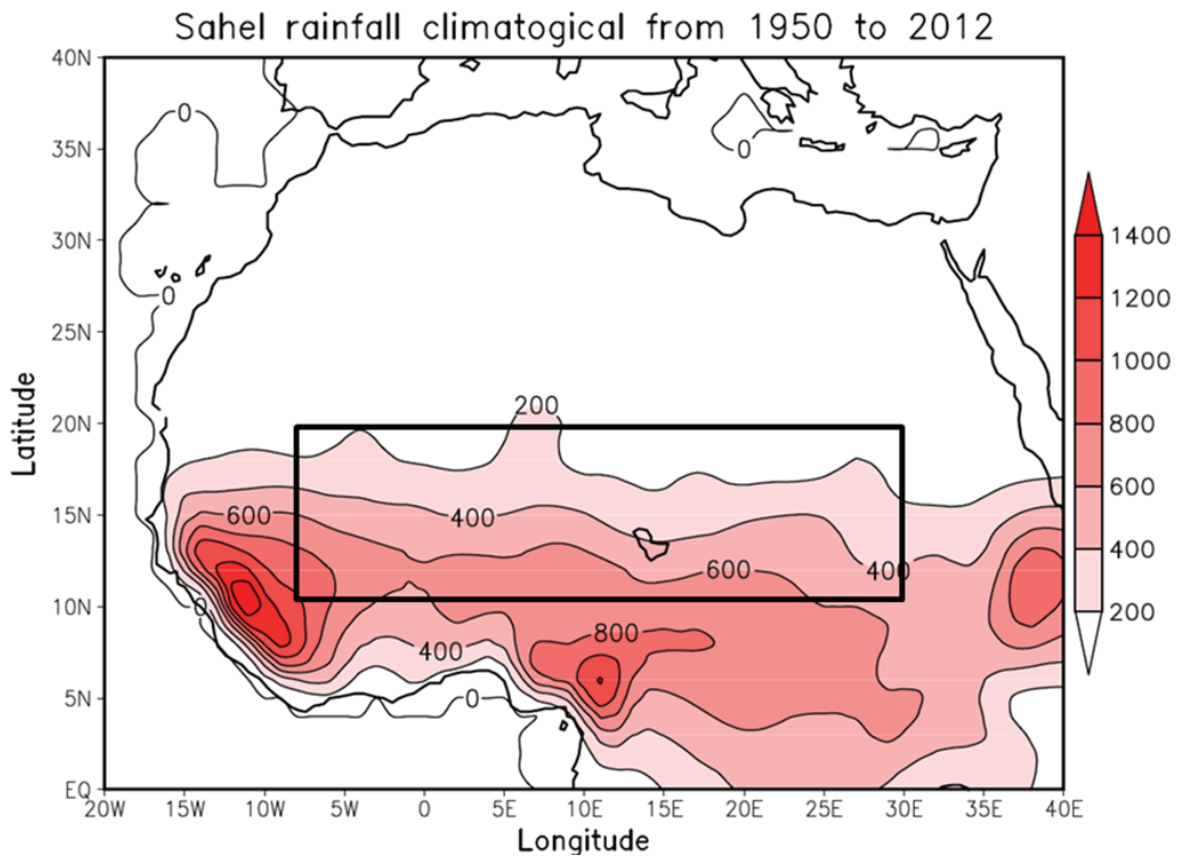 Sahel rainfall climatogical from 1950 to 2012
40N
35N
30N
25N
20N
15N
10N
5N
EQ
Latitude
0
0
0
200
600
400
600
400
0
800
400
0
1400
1200
1000
800
600
400
200
20W 15W 10W 5W 0 5E 10E 15E 20E 25E 30E 35E 40E
Longitude